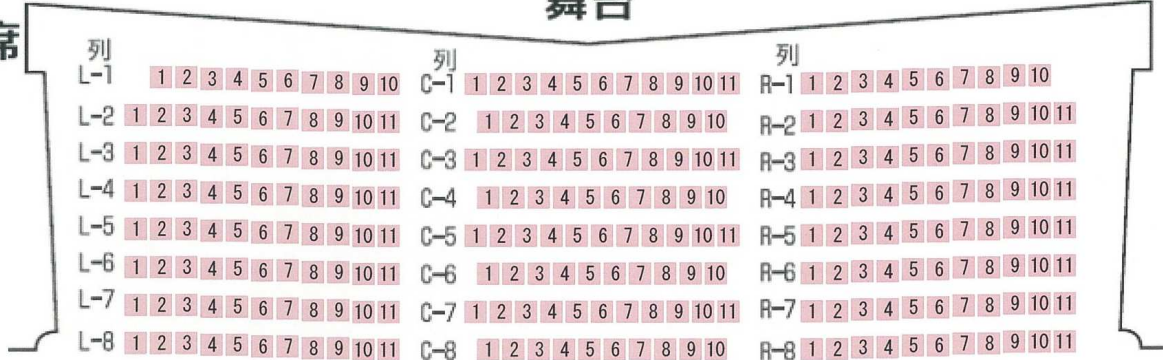 舞台
席
列 列 列
L-1 1 2 3 4 5 6 7 8 9 10 C-1 1 2 3 4 5 6 7 8 9 10 11 R-1 1 2 3 4 5 6 7 8 9 10
L-2 1 2 3 4 5 6 7 8 9 10 11 C-2 1 2 3 4 5 6 7 8 9 10 R-2 1 2 3 4 5 6 7 8 9 10 11
L-3 1 2 3 4 5 6 7 8 9 10 11 C-3 1 2 3 4 5 6 7 8 9 10 11 R-3 1 2 3 4 5 6 7 8 9 10 11
L-4 1 2 3 4 5 6 7 8 9 10 11 C-4 1 2 3 4 5 6 7 8 9 10 R-4 1 2 3 4 5 6 7 8 9 10 11
L-5 1 2 3 4 5 6 7 8 9 10 11 C-5 1 2 3 4 5 6 7 8 9 10 11 R-5 1 2 3 4 5 6 7 8 9 10 11
L-6 1 2 3 4 5 6 7 8 9 10 11 C-6 1 2 3 4 5 6 7 8 9 10 R-6 1 2 3 4 5 6 7 8 9 10 11
L-7 1 2 3 4 5 6 7 8 9 10 11 C-7 1 2 3 4 5 6 7 8 9 10 11 R-7 1 2 3 4 5 6 7 8 9 10 11
L-8 1 2 3 4 5 6 7 8 9 10 11 C-8 1 2 3 4 5 6 7 8 9 10 R-8 1 2 3 4 5 6 7 8 9 10 11